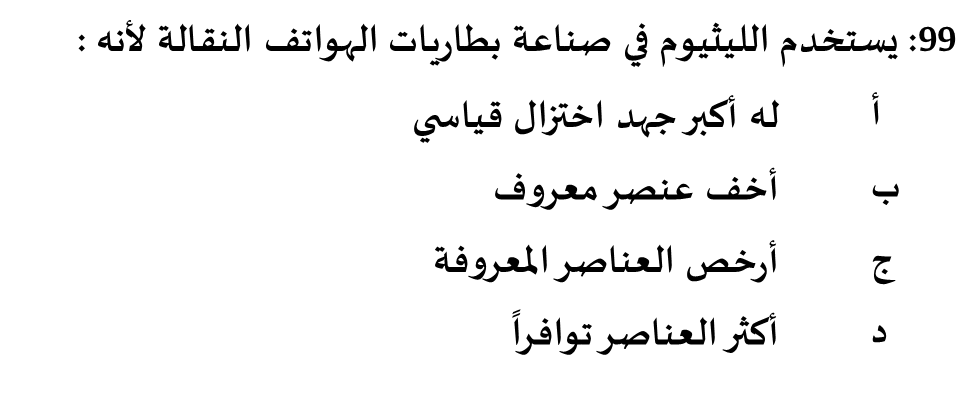 99: يستخدم الليثيوم في صناعة بطاريات الهواتف النقالة لأنه :
أ له أكبر جهد اختزال قياسي
ب أخف عنصر معروف
ج أرخص العناصر المعروفة
د أكثر العناصر توافراً